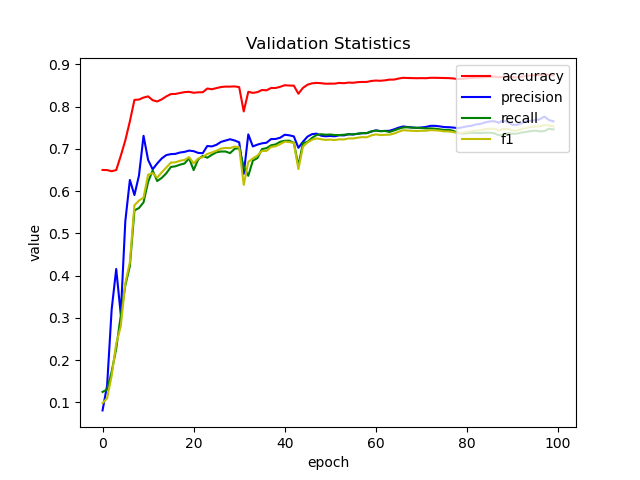 Validation Statistics
value
0.9
0.8
0.7
0.6
0.5
0.4
0.3
0.2
0.1
accuracy
precision
recall
f1
0 20 40 60 80 100
epoch